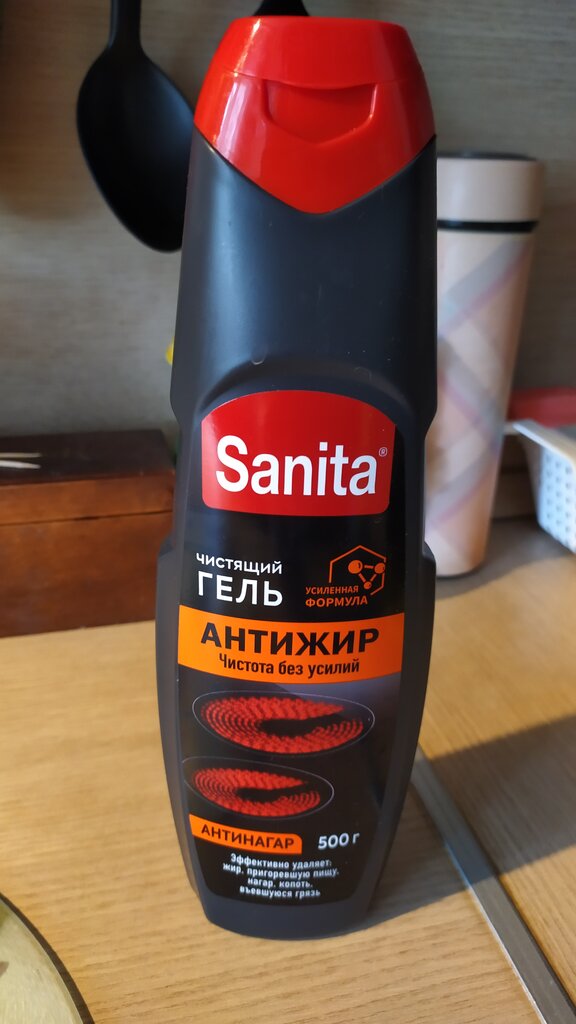 Sanita®
чистящий
ГЕЛЬ
УСИЛЕННАЯ
ФОРМУЛА
АНТИЖИР
Чистота без усилий
АНТИНАГАР
500 г
Эффективно удаляет:
жир, пригоревшую пищу,
нагар, копоть,
въевшуюся грязь